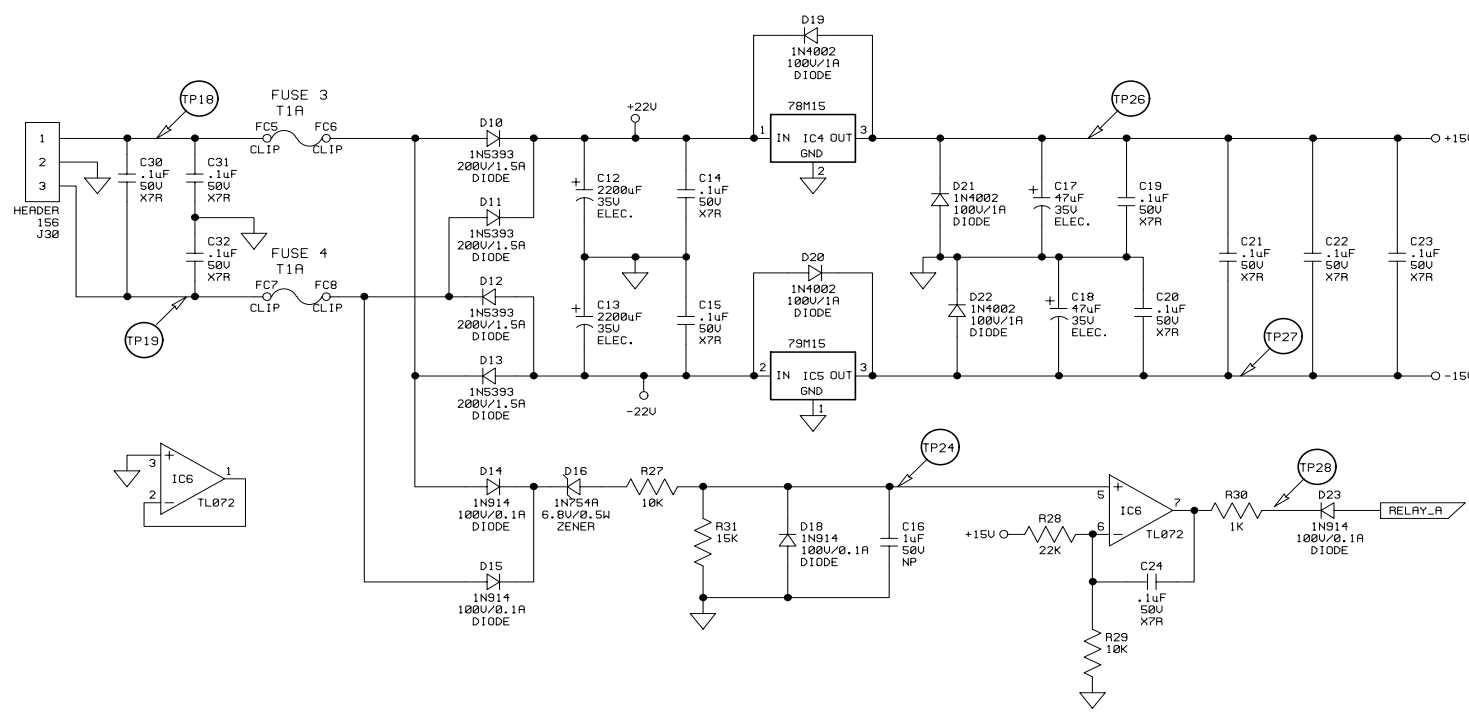 D19
1N4002
100V/1A
DIODE
TP18
FUSE 3
T1A
FC5
CLIP
FC6
CLIP
+22V
78M15
1
IN
IC4
OUT
3
GND
2
TP26
+15V
1
2
3
HEADER
156
J30
C30
.1uF
50V
X7R
C31
.1uF
50V
X7R
D10
1N5393
200V/1.5A
DIODE
C12
2200uF
35V
ELEC.
C14
.1uF
50V
X7R
D21
1N4002
100V/1A
DIODE
C17
47uF
35V
ELEC.
C19
.1uF
50V
X7R
D11
1N5393
200V/1.5A
DIODE
C32
.1uF
50V
X7R
FUSE 4
T1A
FC7
CLIP
FC8
CLIP
TP19
D12
1N5393
200V/1.5A
DIODE
C13
2200uF
35V
ELEC.
C15
.1uF
50V
X7R
D20
1N4002
100V/1A
DIODE
D22
1N4002
100V/1A
DIODE
C18
47uF
35V
ELEC.
C20
.1uF
50V
X7R
C21
.1uF
50V
X7R
C22
.1uF
50V
X7R
C23
.1uF
50V
X7R
D13
1N5393
200V/1.5A
DIODE
-22V
79M15
2
IN
IC5
OUT
3
GND
1
TP27
-15V
3
+
2
-
IC6
1
TL072
D14
1N914
100V/0.1A
DIODE
D16
1N754A
6.8V/0.5W
ZENER
R27
10K
TP24
R31
15K
D18
1N914
100V/0.1A
DIODE
C16
1uF
50V
NP
D15
1N914
100V/0.1A
DIODE
+15V
R28
22K
5
+
6
-
IC6
7
TL072
C24
.1uF
50V
X7R
R29
10K
R30
1K
TP28
D23
1N914
100V/0.1A
DIODE
RELAY_A